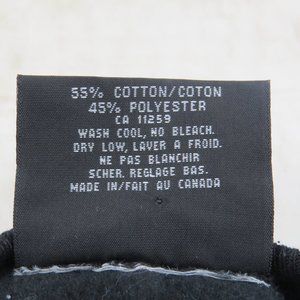 55% COTTON/COTON
45% POLYESTER
CA 11259
WASH COOL, NO BLEACH.
DRY LOW, LAVER A FROID.
NE PAS BLANCHIR
SCHER. REGLAGE BAS.
MADE IN/FAIT AU CANADA